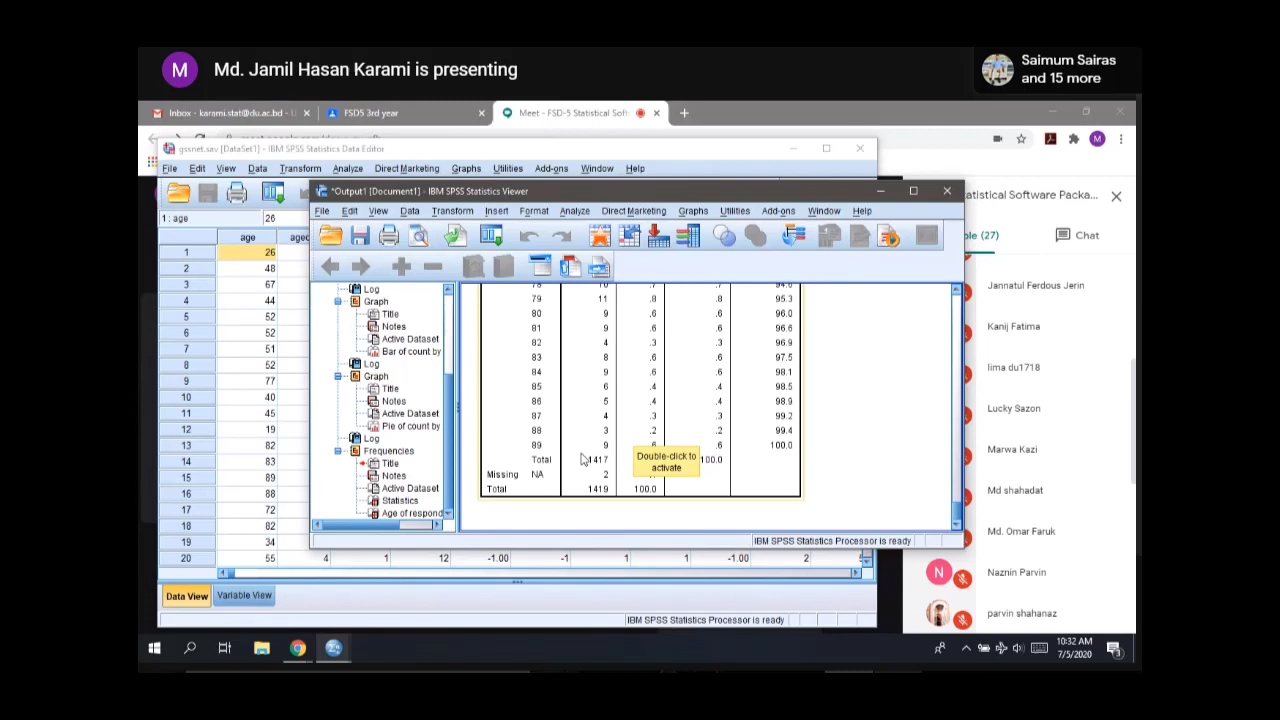 M Md. Jamil Hasan Karami is presenting
Saimum Sairas
and 15 more
Inbox - karami.stat@du.ac.bd - U
FSD5 3rd year
Meet - FSD-5 Statistical Soft
gssnet.sav [DataSet1] - IBM SPSS Statistics Data Editor
File Edit View Data Transform Analyze Direct Marketing Graphs Utilities Add-ons Window Help
1 : age 26
age
1 26
2 48
3 67
4 44
5 52
6 52
7 51
8 52
9 77
10 40
11 45
12 19
13 82
14 83
15 89
16 88
17 72
18 82
19 34
20 55 4 1 12 -1.00 -1 1 1 -1.00 2
Data View Variable View
IBM SPSS Statistics Processor is ready
*Output1 [Document1] - IBM SPSS Statistics Viewer
File Edit View Data Transform Insert Format Analyze Direct Marketing Graphs Utilities Add-ons Window Help
Log
Graph
Title
Notes
Active Dataset
Bar of count by
Log
Graph
Title
Notes
Active Dataset
Pie of count by
Log
Frequencies
Title
Notes
Active Dataset
Statistics
Age of respond
78 10 .7 .7 94.6
79 11 .8 .8 95.3
80 9 .6 .6 96.0
81 9 .6 .6 96.6
82 4 .3 .3 96.9
83 8 .6 .6 97.5
84 9 .6 .6 98.1
85 6 .4 .4 98.5
86 5 .4 .4 98.9
87 4 .3 .3 99.2
88 3 .2 .2 99.4
89 9 .6 .6 100.0
Total 1417 100.0
Missing NA 2
Total 1419 100.0
Double-click to
activate
IBM SPSS Statistics Processor is ready
atistical Software Packa...
ple (27) Chat
Jannatul Ferdous Jerin
Kanij Fatima
lima du1718
Lucky Sazon
Marwa Kazi
Md shahadat
Md. Omar Faruk
N Naznin Parvin
parvin shahanaz
10:32 AM
7/5/2020
3